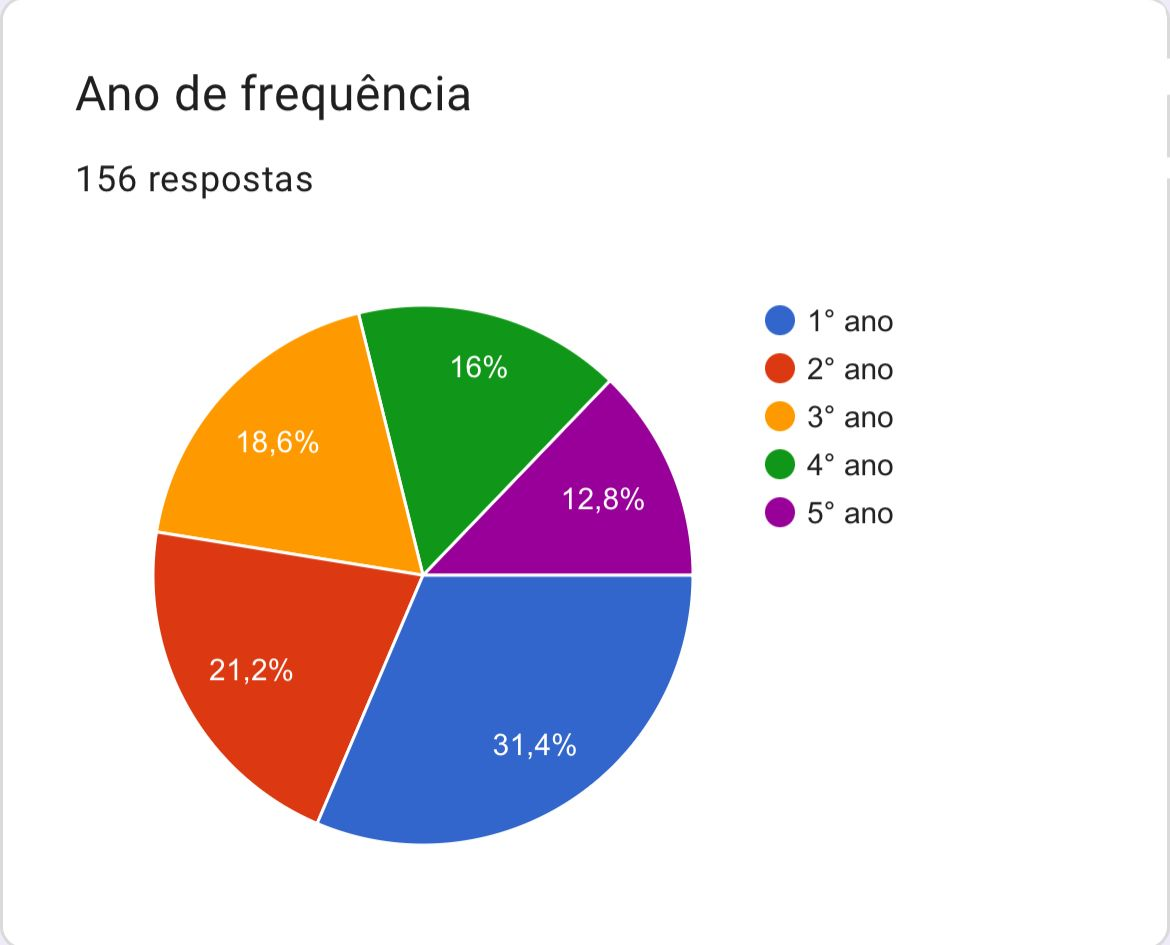 Ano de frequência
156 respostas
16%
18,6%
12,8%
21,2%
31,4%
1° ano
2° ano
3° ano
4° ano
5° ano